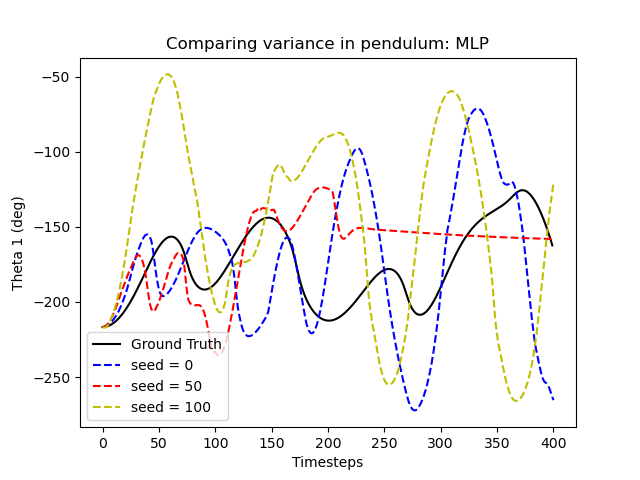 Comparing variance in pendulum: MLP
Theta 1 (deg)
−50
−100
−150
−200
−250
Ground Truth
seed = 0
seed = 50
seed = 100
0 50 100 150 200 250 300 350 400
Timesteps